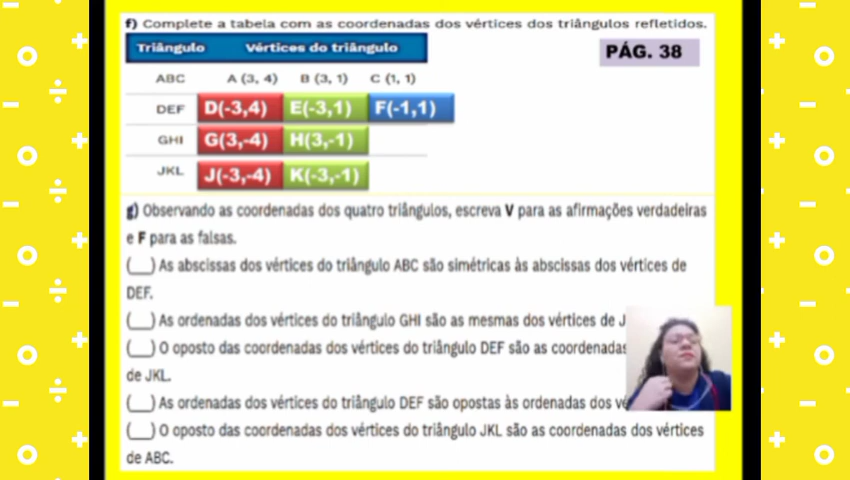 f) Complete a tabela com as coordenadas dos vértices dos triângulos refletidos.
Triângulo Vértices do triângulo
PÁG. 38
ABC A (3, 4) B (3, 1) C (1, 1)
DEF D(-3,4) E(-3,1) F(-1,1)
GHI G(3,-4) H(3,-1)
JKL J(-3,-4) K(-3,-1)
g) Observando as coordenadas dos quatro triângulos, escreva V para as afirmações verdadeiras
e F para as falsas.
(__) As abscissas dos vértices do triângulo ABC são simétricas às abscissas dos vértices de
DEF.
(__) As ordenadas dos vértices do triângulo GHI são as mesmas dos vértices de J
(__) O oposto das coordenadas dos vértices do triângulo DEF são as coordenadas
de JKL.
(__) As ordenadas dos vértices do triângulo DEF são opostas às ordenadas dos vé
(__) O oposto das coordenadas dos vértices do triângulo JKL são as coordenadas dos vértices
de ABC.